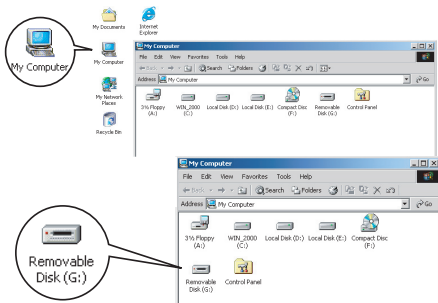 My Documents
Internet
Explorer
My Computer
My Computer
My Network
Places
Recycle Bin
My Computer
File Edit View Favorites Tools Help
Back Search Folders
Address My Computer Go
3½ Floppy
(A:)
WIN_2000
(C:)
Local Disk (D:)
Local Disk (E:)
Compact Disc
(F:)
Removable
Disk (G:)
Control Panel
My Computer
File Edit View Favorites Tools Help
Back Search Folders
Address My Computer Go
3½ Floppy
(A:)
WIN_2000
(C:)
Local Disk (D:)
Local Disk (E:)
Compact Disc
(F:)
Removable
Disk (G:)
Control Panel
Removable
Disk (G:)